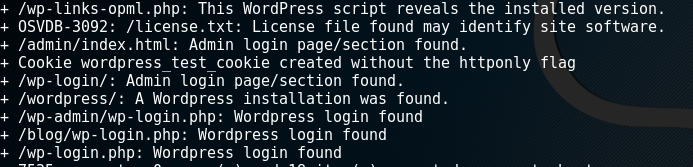 + /wp-links-opml.php: This WordPress script reveals the installed version.
+ OSVDB-3092: /license.txt: License file found may identify site software.
+ /admin/index.html: Admin login page/section found.
+ Cookie wordpress_test_cookie created without the httponly flag
+ /wp-login/: Admin login page/section found.
+ /wordpress/: A Wordpress installation was found.
+ /wp-admin/wp-login.php: Wordpress login found
+ /blog/wp-login.php: Wordpress login found
+ /wp-login.php: Wordpress login found